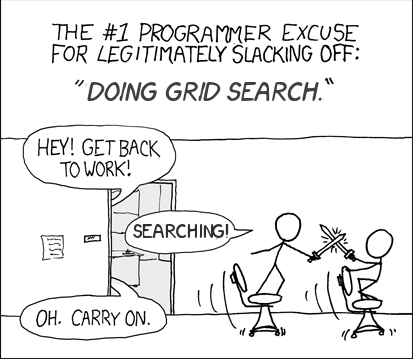 THE #1 PROGRAMMER EXCUSE
FOR LEGITIMATELY SLACKING OFF:
"DOING GRID SEARCH."
HEY! GET BACK
TO WORK!
SEARCHING!
OH. CARRY ON.